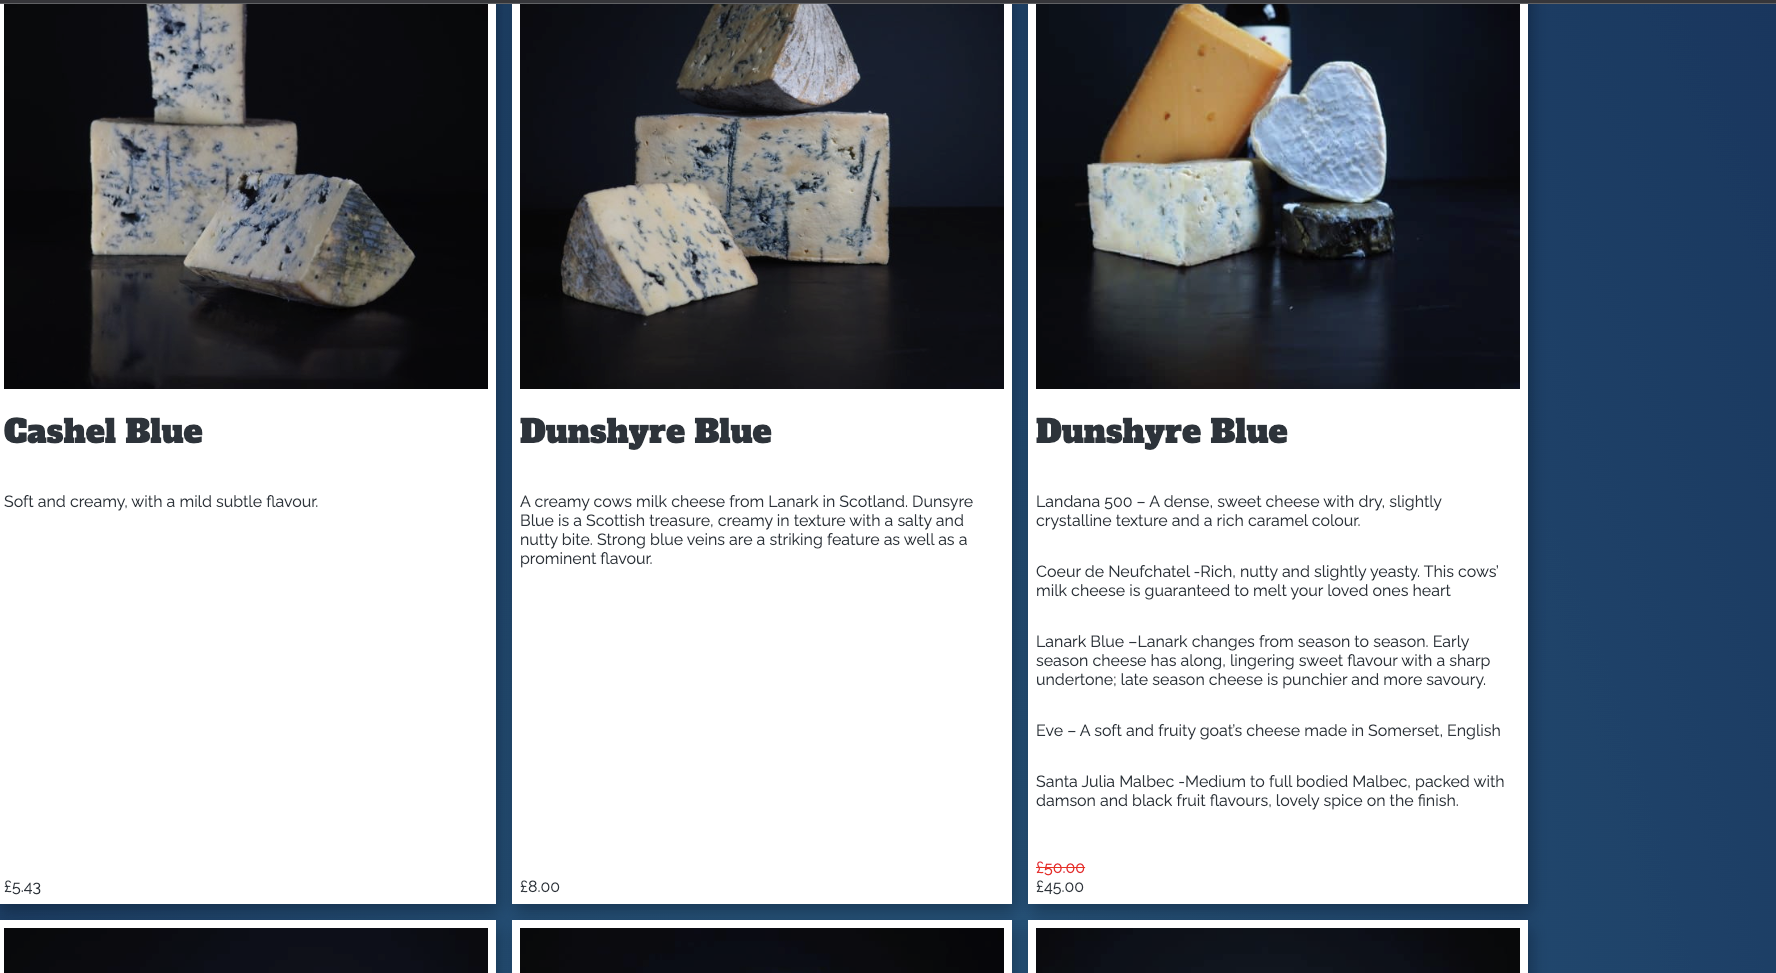 Cashel Blue
Soft and creamy, with a mild subtle flavour.
£5.43
Dunshyre Blue
A creamy cows milk cheese from Lanark in Scotland. Dunsyre
Blue is a Scottish treasure, creamy in texture with a salty and
nutty bite. Strong blue veins are a striking feature as well as a
prominent flavour.
£8.00
Dunshyre Blue
Landana 500 – A dense, sweet cheese with dry, slightly
crystalline texture and a rich caramel colour.
Coeur de Neufchatel -Rich, nutty and slightly yeasty. This cows’
milk cheese is guaranteed to melt your loved ones heart
Lanark Blue –Lanark changes from season to season. Early
season cheese has along, lingering sweet flavour with a sharp
undertone; late season cheese is punchier and more savoury.
Eve – A soft and fruity goat’s cheese made in Somerset, English
Santa Julia Malbec -Medium to full bodied Malbec, packed with
damson and black fruit flavours, lovely spice on the finish.
£50.00
£45.00